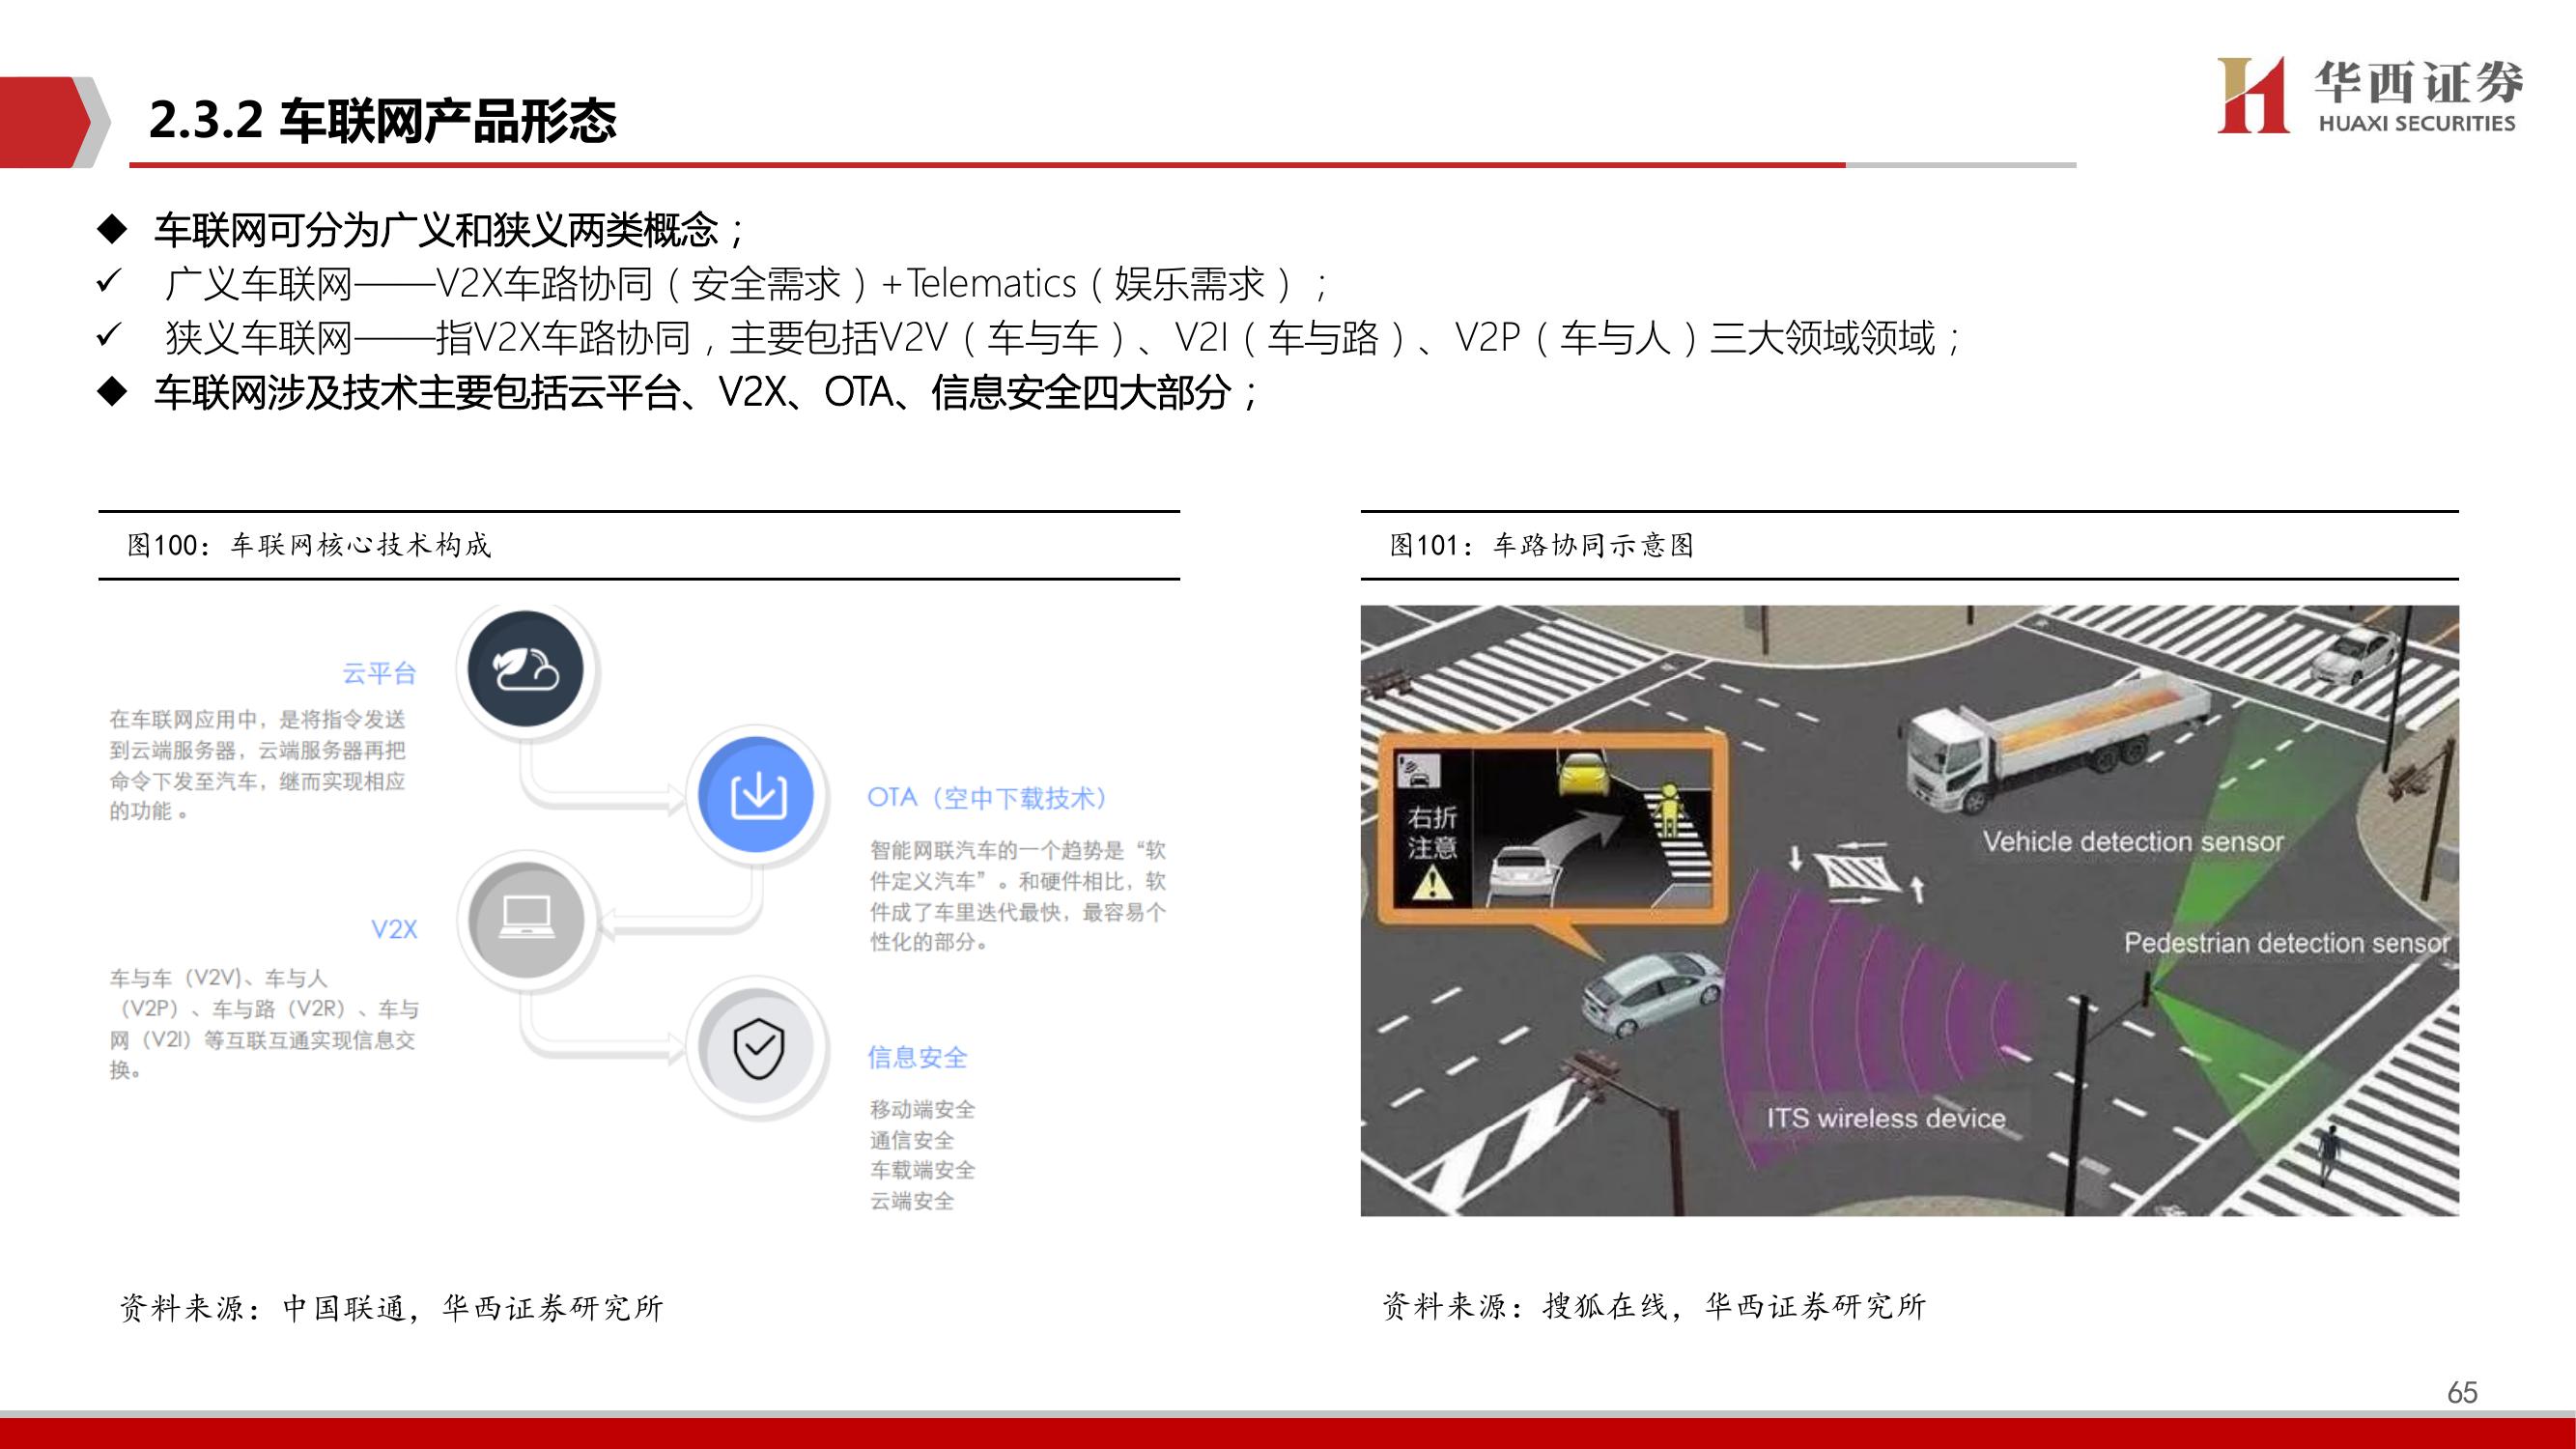 2.3.2 车联网产品形态
华西证券
HUAXI SECURITIES
◆ 车联网可分为广义和狭义两类概念；
✓ 广义车联网——V2X车路协同（安全需求）+Telematics（娱乐需求）；
✓ 狭义车联网——指V2X车路协同，主要包括V2V（车与车）、V2I（车与路）、V2P（车与人）三大领域领域；
◆ 车联网涉及技术主要包括云平台、V2X、OTA、信息安全四大部分；
图100：车联网核心技术构成
云平台
在车联网应用中，是将指令发送
到云端服务器，云端服务器再把
命令下发至汽车，继而实现相应
的功能 。
OTA（空中下载技术）
智能网联汽车的一个趋势是“软
件定义汽车”。和硬件相比，软
件成了车里迭代最快，最容易个
性化的部分。
V2X
车与车（V2V)、车与人
（V2P）、车与路（V2R）、车与
网（V2I）等互联互通实现信息交
换。
信息安全
移动端安全
通信安全
车载端安全
云端安全
资料来源：中国联通，华西证券研究所
图101：车路协同示意图
右折
注意
Vehicle detection sensor
Pedestrian detection sensor
ITS wireless device
资料来源：搜狐在线，华西证券研究所
65